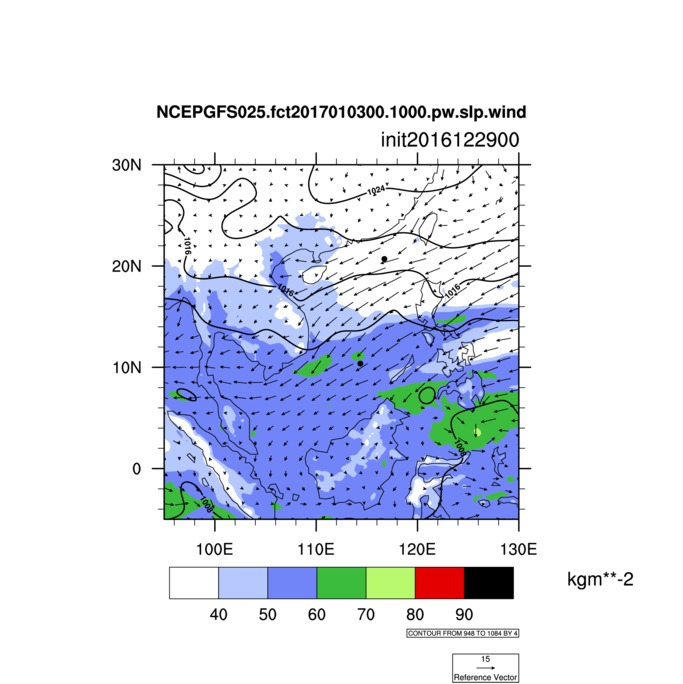 NCEPGFS025.fct2017010300.1000.pw.slp.wind
init2016122900
30N
1024
20N
1016
1016
1016
10N
1008
0
1008
100E 110E 120E 130E
kgm**-2
40 50 60 70 80 90
CONTOUR FROM 948 TO 1084 BY 4
15
Reference Vector